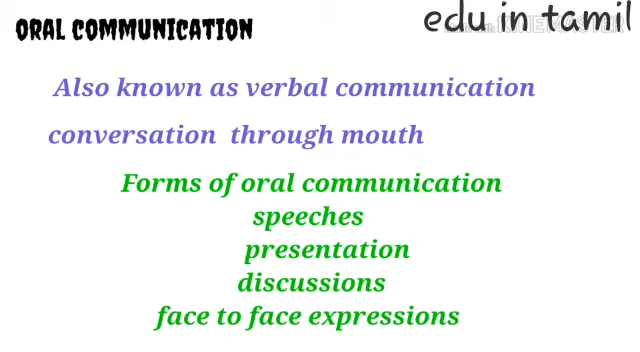 ORAL COMMUNICATION
edu in tamil
KINEMASTER
Also known as verbal communication
conversation through mouth
Forms of oral communication
speeches
presentation
discussions
face to face expressions